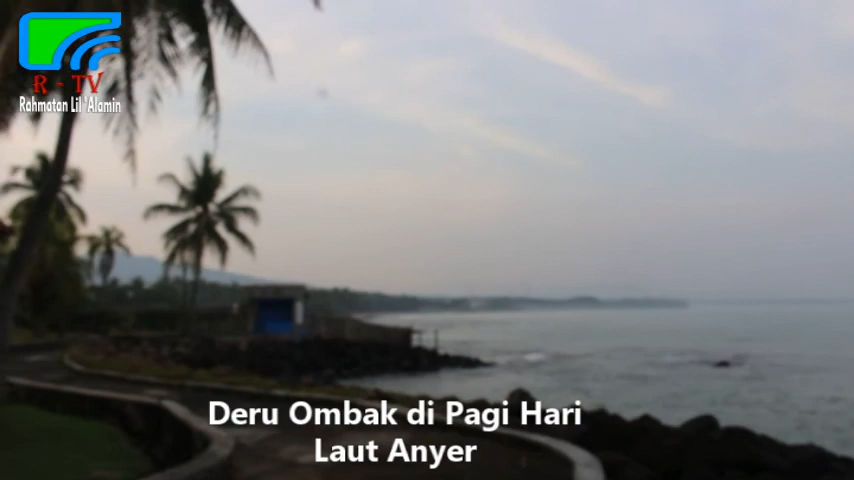 R - TV
Rahmatan Lil 'Alamin
Deru Ombak di Pagi Hari
Laut Anyer